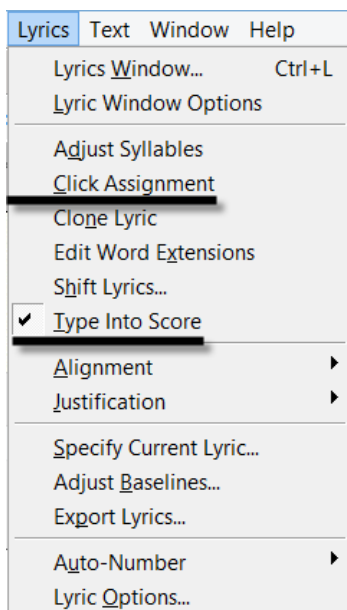 Lyrics Text Window Help
Lyrics Window... Ctrl+L
Lyric Window Options
Adjust Syllables
Click Assignment
Clone Lyric
Edit Word Extensions
Shift Lyrics...
Type Into Score
Alignment
Justification
Specify Current Lyric...
Adjust Baselines...
Export Lyrics...
Auto-Number
Lyric Options...